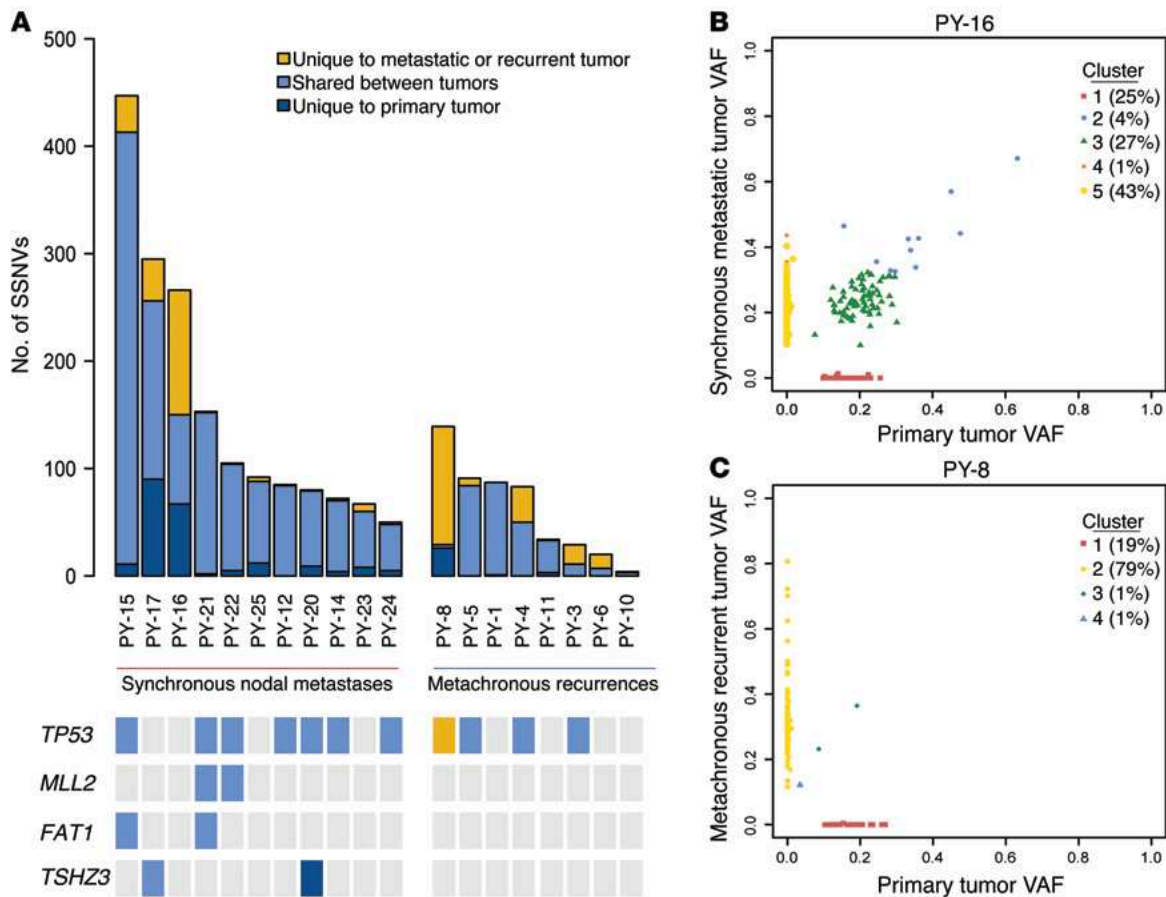 A
No. of SSNVs
500
400
300
200
100
0
Unique to metastatic or recurrent tumor
Shared between tumors
Unique to primary tumor
PY-15
PY-17
PY-16
PY-21
PY-22
PY-25
PY-12
PY-20
PY-14
PY-23
PY-24
PY-8
PY-5
PY-1
PY-4
PY-11
PY-3
PY-6
PY-10
Synchronous nodal metastases
Metachronous recurrences
TP53
MLL2
FAT1
TSHZ3
B
PY-16
Synchronous metastatic tumor VAF
1.0
0.8
0.6
0.4
0.2
0.0
Cluster
1 (25%)
2 (4%)
3 (27%)
4 (1%)
5 (43%)
0.0 0.2 0.4 0.6 0.8 1.0
Primary tumor VAF
C
PY-8
Metachronous recurrent tumor VAF
1.0
0.8
0.6
0.4
0.2
0.0
Cluster
1 (19%)
2 (79%)
3 (1%)
4 (1%)
0.0 0.2 0.4 0.6 0.8 1.0
Primary tumor VAF